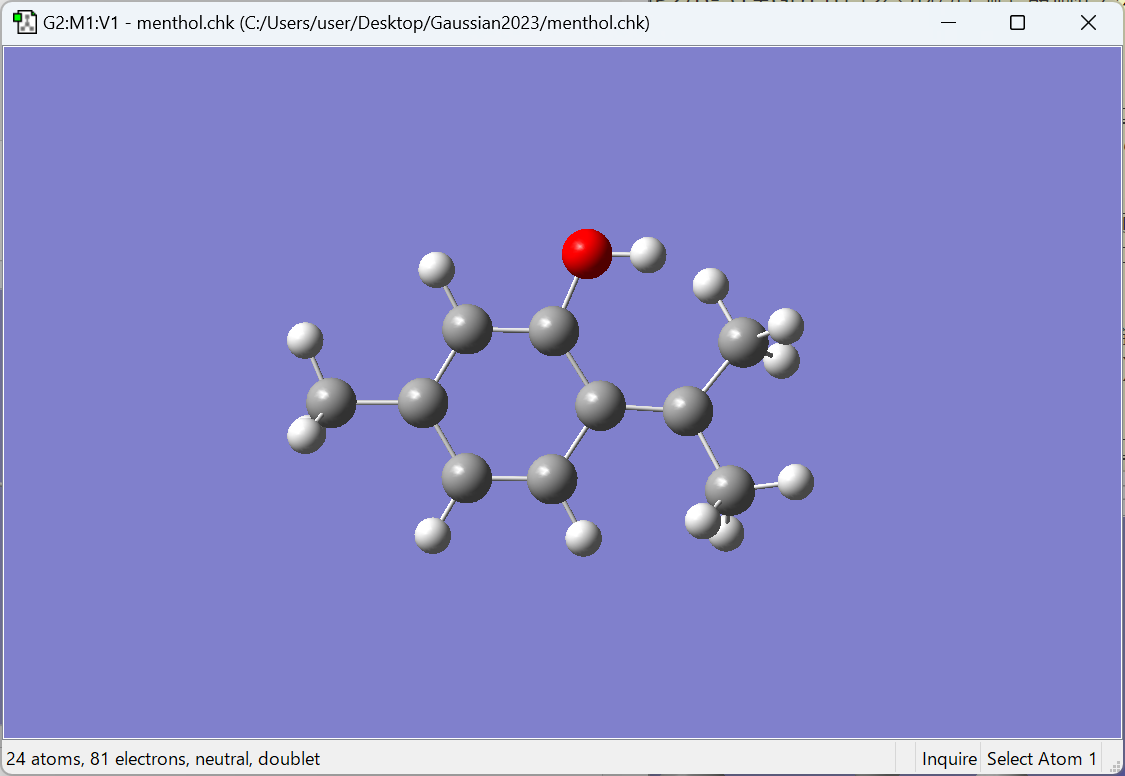 G2:M1:V1 - menthol.chk (C:/Users/user/Desktop/Gaussian2023/menthol.chk)
24 atoms, 81 electrons, neutral, doublet
Inquire
Select Atom 1